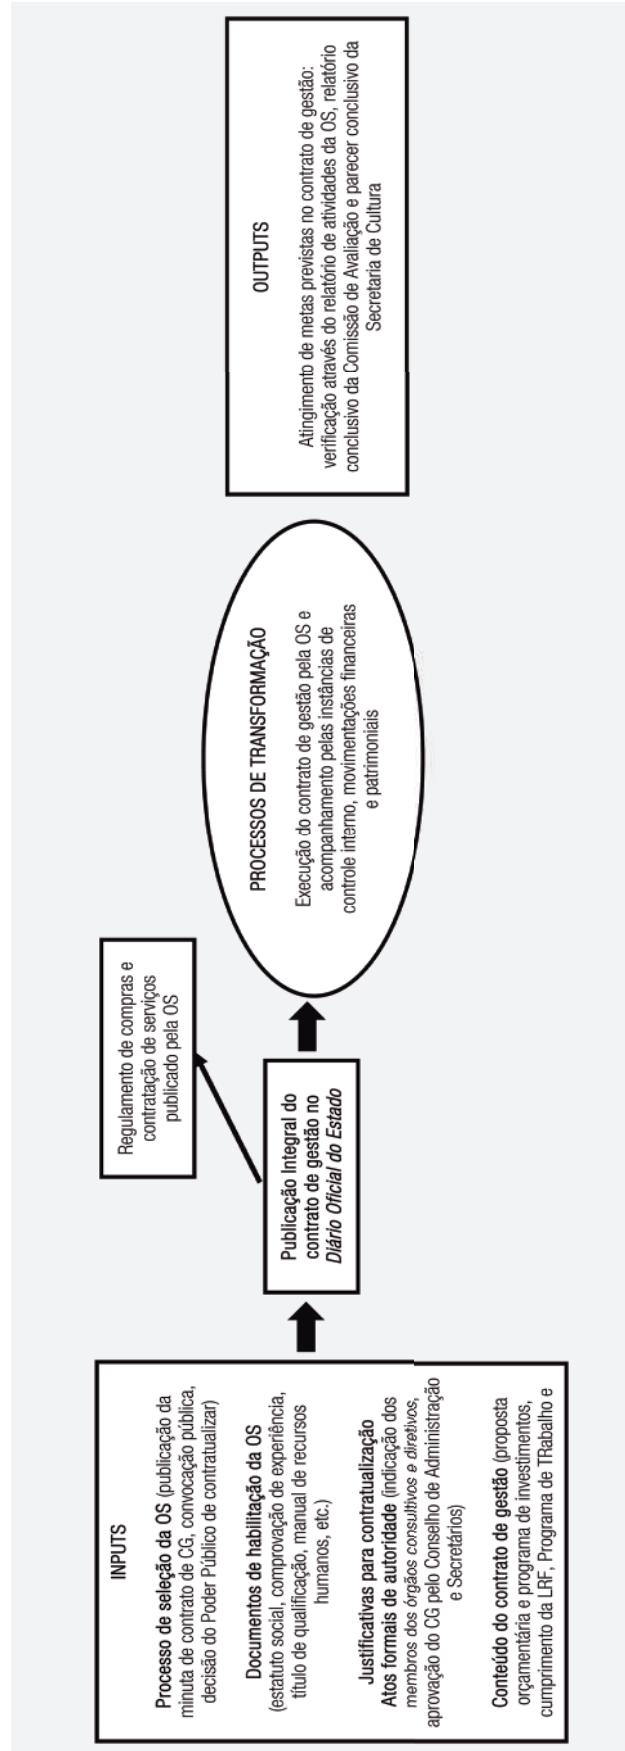 INPUTS
Processo de seleção da OS (publicação da
minuta de contrato de CG, convocação pública,
decisão do Poder Público de contratualizar)
Documentos de habilitação da OS
(estatuto social, comprovação de experiência,
título de qualificação, manual de recursos
humanos, etc.)
Justificativas para contratualização
Atos formais de autoridade (indicação dos
membros dos órgãos consultivos e diretivos,
aprovação do CG pelo Conselho de Administração
e Secretários)
Conteúdo do contrato de gestão (proposta
orçamentária e programa de investimentos,
cumprimento da LRF, Programa de TRabalho e
Publicação Integral do
contrato de gestão no
Diário Oficial do Estado
Regulamento de compras e
contratação de serviços
publicado pela OS
PROCESSOS DE TRANSFORMAÇÃO
Execução do contrato de gestão pela OS e
acompanhamento pelas instâncias de
controle interno, movimentações financeiras
e patrimoniais
OUTPUTS
Atingimento de metas previstas no contrato de gestão:
verificação através do relatório de atividades da OS, relatório
conclusivo da Comissão de Avaliação e parecer conclusivo da
Secretaria de Cultura